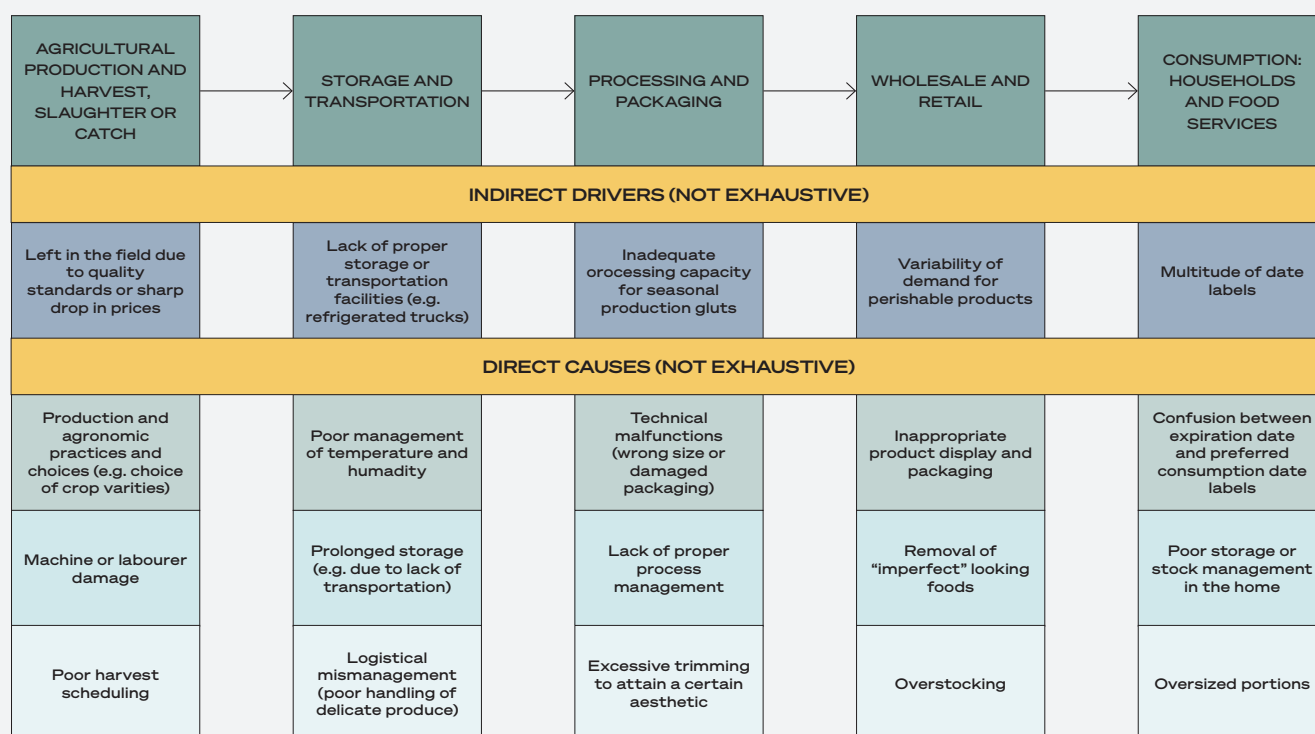 AGRICULTURAL
PRODUCTION AND
HARVEST,
SLAUGHTER OR
CATCH
STORAGE AND
TRANSPORTATION
PROCESSING AND
PACKAGING
WHOLESALE AND
RETAIL
CONSUMPTION:
HOUSEHOLDS
AND FOOD
SERVICES
INDIRECT DRIVERS (NOT EXHAUSTIVE)
Left in the field due
to quality
standards or sharp
drop in prices
Lack of proper
storage or
transportation
facilities (e.g.
refrigerated trucks)
Inadequate
orocessing capacity
for seasonal
production gluts
Variability of
demand for
perishable products
Multitude of date
labels
DIRECT CAUSES (NOT EXHAUSTIVE)
Production and
agronomic
practices and
choices (e.g. choice
of crop varities)
Poor management
of temperature and
humidity
Technical
malfunctions
(wrong size or
damaged
packaging)
Inappropriate
product display and
packaging
Confusion between
expiration date
and preferred
consumption date
labels
Machine or labourer
damage
Prolonged storage
(e.g. due to lack of
transportation)
Lack of proper
process
management
Removal of
“imperfect” looking
foods
Poor storage or
stock management
in the home
Poor harvest
scheduling
Logistical
mismanagement
(poor handling of
delicate produce)
Excessive trimming
to attain a certain
aesthetic
Overstocking
Oversized portions